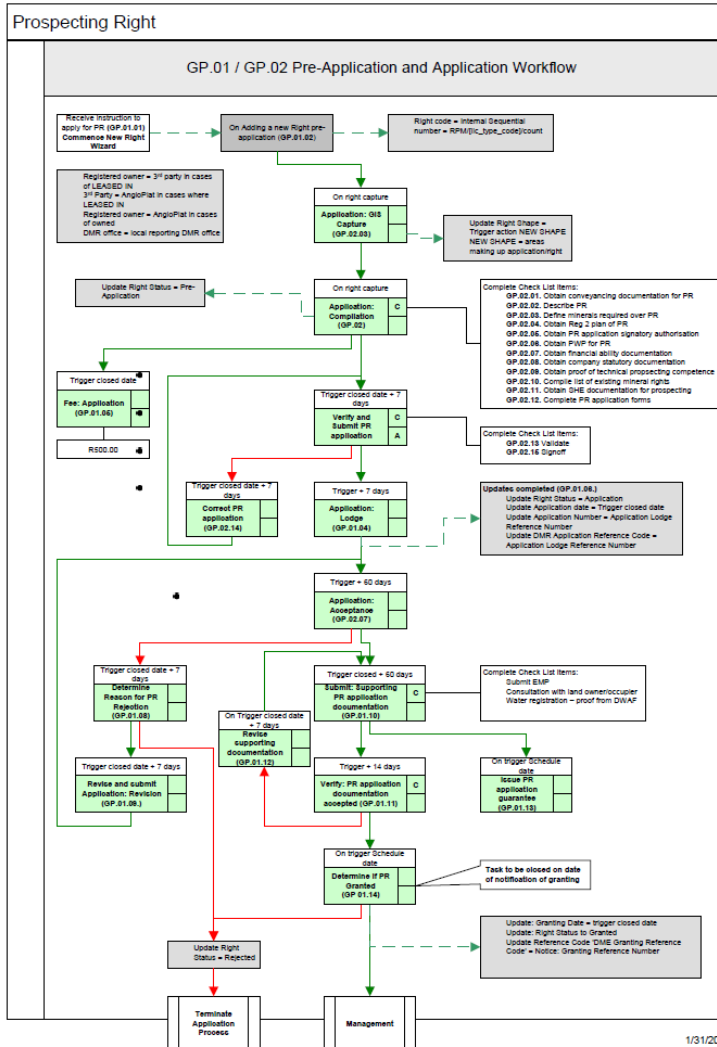 Prospecting Right
GP.01 / GP.02 Pre-Application and Application Workflow
Receive Instruction to
apply for PR (GP.01.01)
Commence New Right
Wizard
On Adding a new Right pre-
application (GP.01.02)
Right code = Internal Sequential
number = RPM/[lic_type_code]/count
Registered owner = 3rd party in cases
of LEASED IN
3rd Party = AngloPlat in cases where
LEASED IN
Registered owner = AngloPlat in cases
of owned
DMR office = local reporting DMR office
On right capture
Application: GIS
Capture
(GP.02.03)
Update Right Shape =
Trigger action NEW SHAPE
NEW SHAPE = areas
making up application/right
Update Right Status = Pre-
Application
On right capture
Application:
Compilation
(GP.02)
C
Complete Check List Items:
GP.02.01. Obtain conveyancing documentation for PR
GP.02.02. Describe PR
GP.02.03. Define minerals required over PR
GP.02.04. Obtain Reg 2 plan of PR
GP.02.05. Obtain PR application signatory authorisation
GP.02.06. Obtain PWP for PR
GP.02.07. Obtain financial ability documentation
GP.02.08. Obtain company statutory documentation
GP.02.09. Obtain proof of technical propsecting competence
GP.02.10. Compile list of existing mineral rights
GP.02.11. Obtain SHE documentation for prospecting
GP.02.12. Complete PR application forms
Trigger closed date
Fee: Application
(GP.01.05)
R500.00
Trigger closed date + 7
days
Verify and
Submit PR
application
C
A
Complete Check List Items:
GP.02.13 Validate
GP.02.15 Signoff
Trigger closed date + 7
days
Correct PR
application
(GP.02.14)
Trigger + 7 days
Application:
Lodge
(GP.01.04)
Updates completed (GP.01.06.)
Update Right Status = Application
Update Application date = Trigger closed date
Update Application Number = Application Lodge
Reference Number
Update DMR Application Reference Code =
Application Lodge Reference Number
Trigger + 60 days
Application:
Acceptance
(GP.02.07)
Trigger closed date + 7
days
Determine
Reason for PR
Rejection
(GP.01.08)
Trigger closed + 60 days
Submit: Supporting
PR application
documentation
(GP.01.10)
C
Complete Check List Items:
Submit EMP
Consultation with land owner/occupier
Water registration – proof from DWAF
On Trigger closed date
+ 7 days
Revise
supporting
documentation
(GP.01.12)
Trigger closed date + 7 days
Revise and submit
Application: Revision
(GP.01.09.)
Trigger + 14 days
Verify: PR application
documentation
accepted (GP.01.11)
C
On trigger Schedule
date
Issue PR
application
guarantee
(GP.01.13)
On trigger Schedule
date
Determine if PR
Granted
(GP 01.14)
Task to be closed on date
of notification of granting
Update Right
Status = Rejected
Update: Granting Date = trigger closed date
Update: Right Status to Granted
Update Reference Code 'DME Granting Reference
Code' = Notice: Granting Reference Number
Terminate
Application
Process
Management
1/31/20